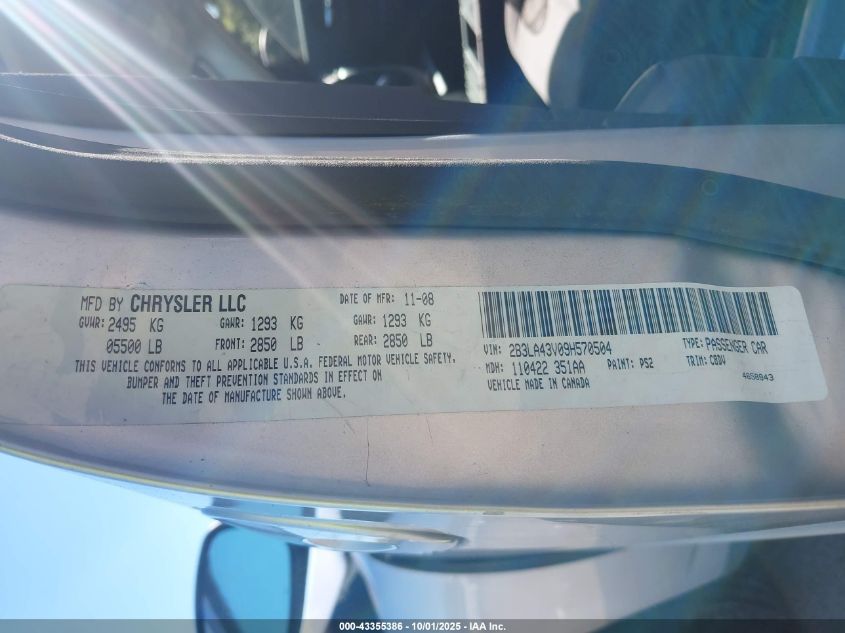 MFD BY CHRYSLER LLC DATE OF MFR: 11-08
GVWR: 2495 KG GAWR: 1293 KG GAWR: 1293 KG
05500 LB FRONT: 2850 LB REAR: 2850 LB
THIS VEHICLE CONFORMS TO ALL APPLICABLE U.S.A. FEDERAL MOTOR VEHICLE SAFETY.
BUMPER AND THEFT PREVENTION STANDARDS IN EFFECT ON
THE DATE OF MANUFACTURE SHOWN ABOVE.
VIN: 2B3LA43V09H570504 TYPE: PASSENGER CAR
MDH: 110422 351AA PAINT: PS2 TRIM: CBDV
VEHICLE MADE IN CANADA 4658943
000-43355386 - 10/01/2025 - IAA Inc.